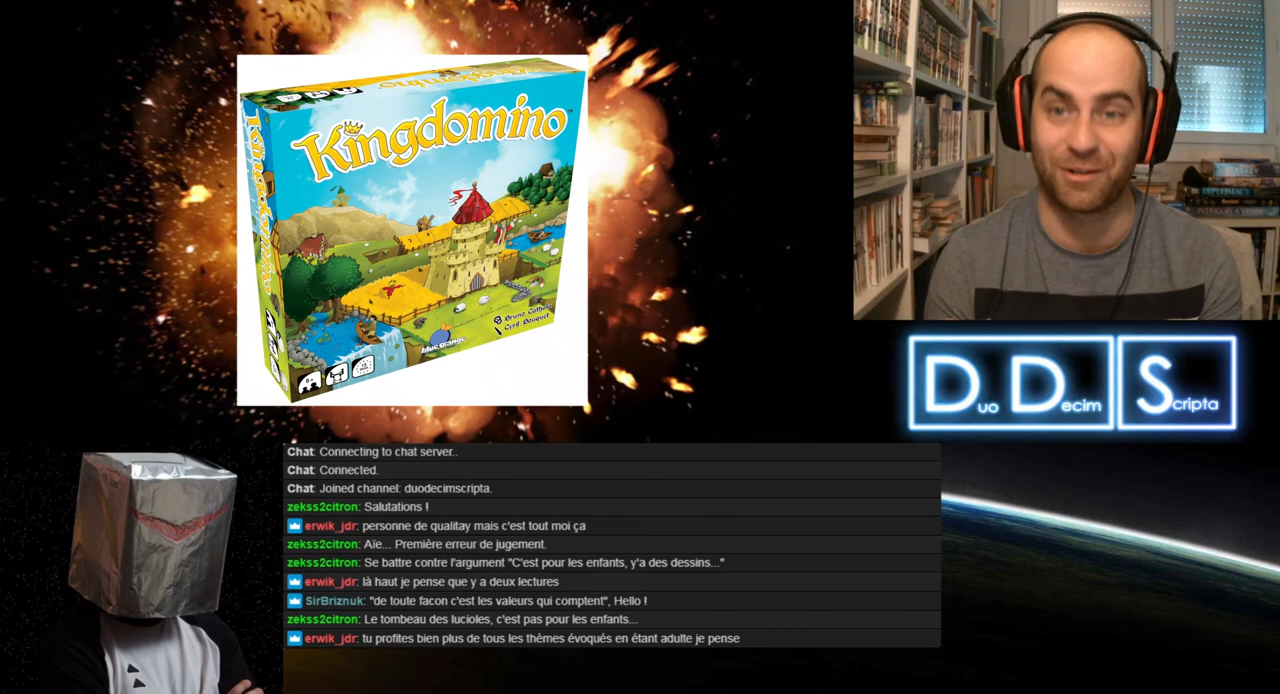 Kingdomino
Kingdomino
Kingdomino
Bruno Cathala
Cyril Bouquet
blue orange
DIPLOMACY
Duo Decim Scripta
Chat: Connecting to chat server..
Chat: Connected.
Chat: Joined channel: duodecimscripta.
zekss2citron: Salutations !
erwik_jdr: personne de qualitay mais c'est tout moi ça
zekss2citron: Aïe... Première erreur de jugement.
zekss2citron: Se battre contre l'argument "C'est pour les enfants, y'a des dessins..."
erwik_jdr: là haut je pense que y a deux lectures
SirBriznuk: "de toute facon c'est les valeurs qui comptent", Hello !
zekss2citron: Le tombeau des lucioles, c'est pas pour les enfants...
erwik_jdr: tu profites bien plus de tous les thèmes évoqués en étant adulte je pense